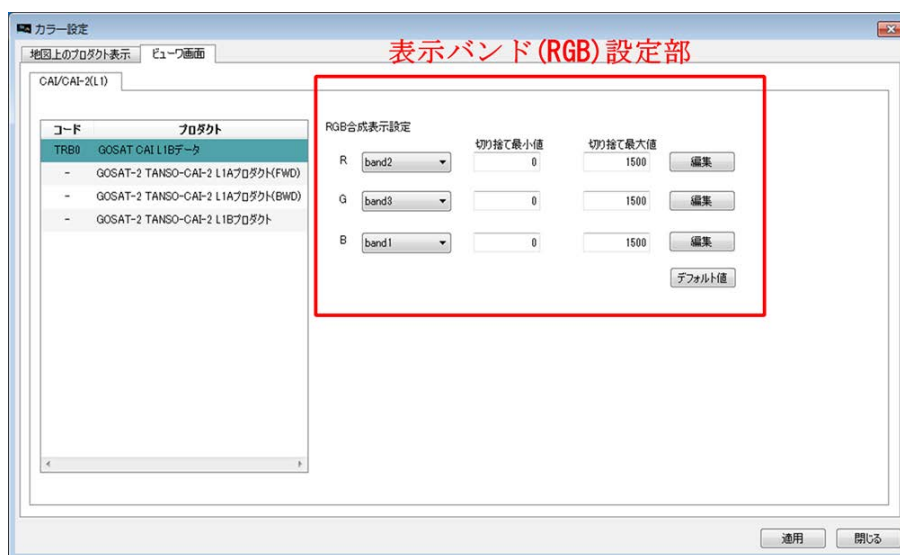 カラー設定
地図上のプロダクト表示 ビューワ画面
表示バンド(RGB)設定部
CAI/CAI-2(L1)
コード プロダクト
TRB0 GOSAT CAI L1Bデータ
- GOSAT-2 TANSO-CAI-2 L1Aプロダクト(FWD)
- GOSAT-2 TANSO-CAI-2 L1Aプロダクト(BWD)
- GOSAT-2 TANSO-CAI-2 L1Bプロダクト
RGB合成表示設定
切り捨て最小値 切り捨て最大値
R band2 0 1500 編集
G band3 0 1500 編集
B band1 0 1500 編集
デフォルト値
適用 閉じる